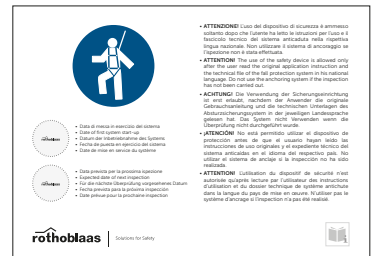 • ATTENZIONE! L'uso del dispositivo di sicurezza è ammesso
soltanto dopo che l'utente ha letto le istruzioni per l'uso e il
fascicolo tecnico del sistema anticaduta nella rispettiva
lingua nazionale. Non utilizzare il sistema di ancoraggio se
l'ispezione non è stata effettuata.
• ATTENTION! The use of the safety device is allowed only
after the user read the original application instruction and
the technical file of the fall protection system in his national
language. Do not use the anchoring system if the inspection
has not been carried out.
• ACHTUNG! Die Verwendung der Sicherungseinrichtung
ist erst erlaubt, nachdem der Anwender die originale
Gebrauchsanleitung und die technischen Unterlagen des
Absturzsicherungssystem in der jeweiligen Landessprache
gelesen hat. Das System nicht Verwenden wenn die
Überprüfung nicht durchgeführt wurde.
• ¡ATENCIÓN! No está permitido utilizar el dispositivo de
protección antes de que el usuario hayan leído las
instrucciones de uso originales y el expediente técnico del
sistema anticaídas en el idioma del respectivo país. No
utilizar el sistema de anclaje si la inspección no ha sido
realizada.
• ATTENTION! L'utilisation du dispositif de sécurité n'est
autorisée qu'après lecture par l'utilisateur des instructions
d'utilisation et du dossier technique de système antichute
dans la langue du pays de mise en œuvre. N'utiliser pas le
système d'ancrage si l'inspection n'a pas été réalisé.
rothoblaas
• Data di messa in esercizio del sistema
• Date of first system start-up
• Datum der Inbetriebnahme des Systems
• Fecha de puesta en ejercicio del sistema
• Date de mise en service du système
rothoblaas
• Data prevista per la prossima ispezione
• Expected date of next inspection
• Für die nächste Überprüfung vorgesehenes Datum
• Fecha prevista para la próxima inspección
• Date prévue pour la prochaine inspection
rothoblaas
Solutions for Safety